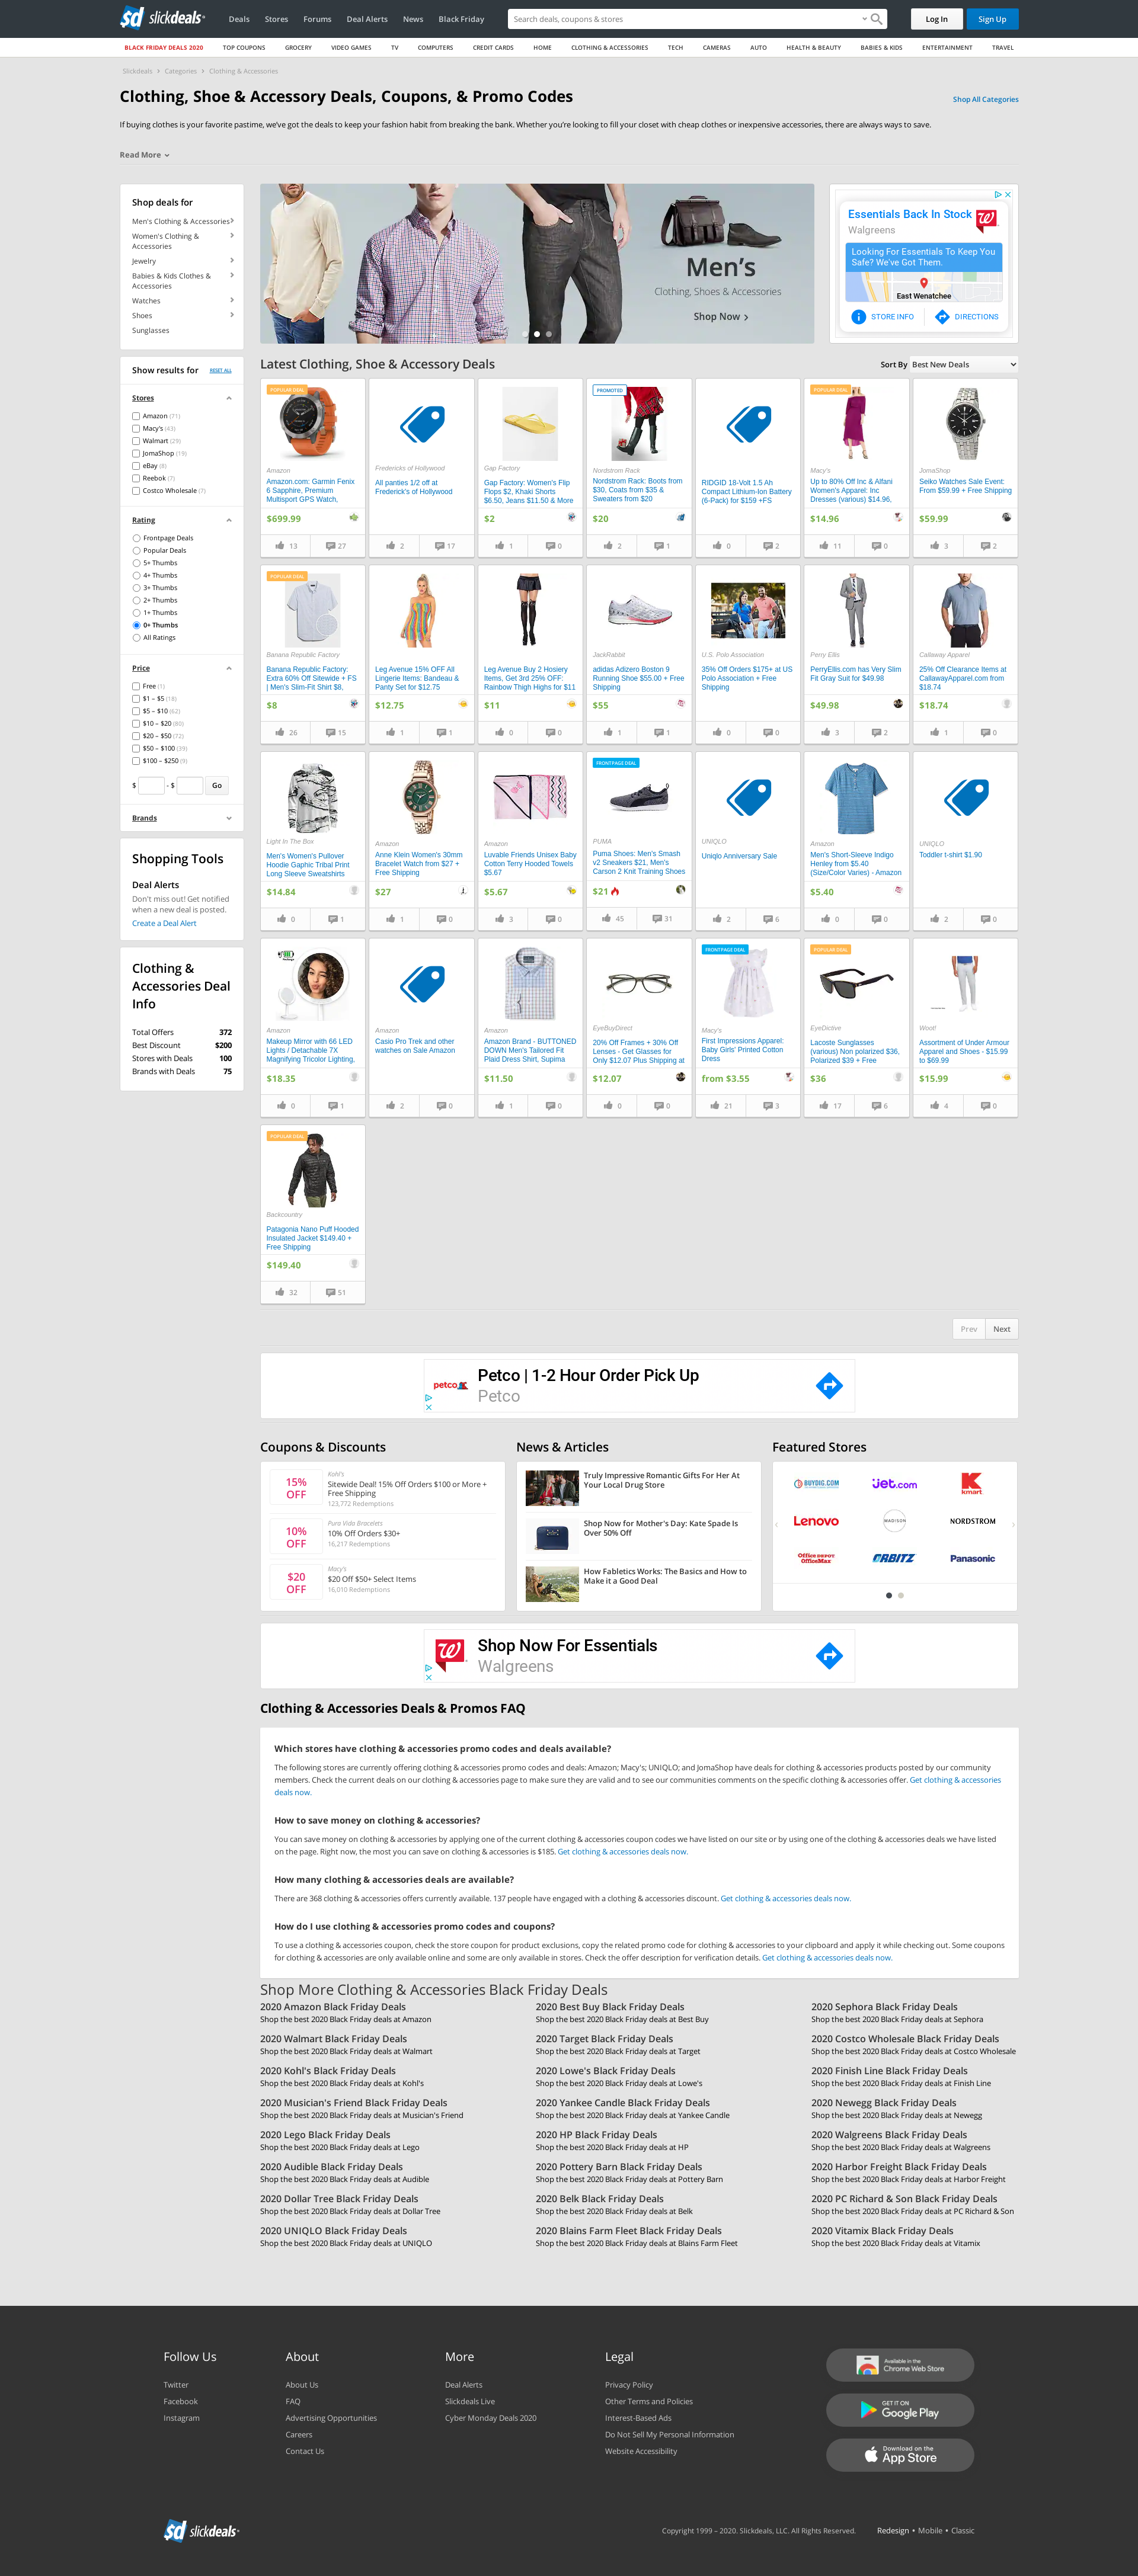 sd slickdeals
Deals Stores Forums Deal Alerts News Black Friday
Search deals, coupons & stores
Log In Sign Up
BLACK FRIDAY DEALS 2020 TOP COUPONS GROCERY VIDEO GAMES TV COMPUTERS CREDIT CARDS HOME CLOTHING & ACCESSORIES TECH CAMERAS AUTO HEALTH & BEAUTY BABIES & KIDS ENTERTAINMENT TRAVEL
Slickdeals > Categories > Clothing & Accessories
Clothing, Shoe & Accessory Deals, Coupons, & Promo Codes
Shop All Categories
If buying clothes is your favorite pastime, we've got the deals to keep your fashion habit from breaking the bank. Whether you're looking to fill your closet with cheap clothes or inexpensive accessories, there are always ways to save.
Read More
Shop deals for
Men's Clothing & Accessories
Women's Clothing &
Accessories
Jewelry
Babies & Kids Clothes &
Accessories
Watches
Shoes
Sunglasses
Men's
Clothing, Shoes & Accessories
Shop Now
Essentials Back In Stock
Walgreens
Looking For Essentials To Keep You
Safe? We've Got Them.
East Wenatchee
STORE INFO DIRECTIONS
Show results for RESET ALL
Stores
Amazon (71)
Macy's (43)
Walmart (29)
JomaShop (19)
eBay (8)
Reebok (7)
Costco Wholesale (7)
Rating
Frontpage Deals
Popular Deals
5+ Thumbs
4+ Thumbs
3+ Thumbs
2+ Thumbs
1+ Thumbs
0+ Thumbs
All Ratings
Price
Free (1)
$1 – $5 (18)
$5 – $10 (62)
$10 – $20 (80)
$20 – $50 (72)
$50 – $100 (39)
$100 – $250 (9)
$ - $ Go
Brands
Shopping Tools
Deal Alerts
Don't miss out! Get notified
when a new deal is posted.
Create a Deal Alert
Clothing &
Accessories Deal
Info
Total Offers 372
Best Discount $200
Stores with Deals 100
Brands with Deals 75
Latest Clothing, Shoe & Accessory Deals
Sort By Best New Deals
POPULAR DEAL
Amazon
Amazon.com: Garmin Fenix
6 Sapphire, Premium
Multisport GPS Watch,
$699.99
13 27
Fredericks of Hollywood
All panties 1/2 off at
Frederick's of Hollywood
2 17
Gap Factory
Gap Factory: Women's Flip
Flops $2, Khaki Shorts
$6.50, Jeans $11.50 & More
$2
1 0
PROMOTED
Nordstrom Rack
Nordstrom Rack: Boots from
$30, Coats from $35 &
Sweaters from $20
$20
2 1
RIDGID 18-Volt 1.5 Ah
Compact Lithium-Ion Battery
(6-Pack) for $159 +FS
0 2
POPULAR DEAL
Macy's
Up to 80% Off Inc & Alfani
Women's Apparel: Inc
Dresses (various) $14.96,
$14.96
11 0
JomaShop
Seiko Watches Sale Event:
From $59.99 + Free Shipping
$59.99
3 2
POPULAR DEAL
Banana Republic Factory
Banana Republic Factory:
Extra 60% Off Sitewide + FS
| Men's Slim-Fit Shirt $8,
$8
26 15
Leg Avenue 15% OFF All
Lingerie Items: Bandeau &
Panty Set for $12.75
$12.75
1 1
Leg Avenue Buy 2 Hosiery
Items, Get 3rd 25% OFF:
Rainbow Thigh Highs for $11
$11
0 0
JackRabbit
adidas Adizero Boston 9
Running Shoe $55.00 + Free
Shipping
$55
1 1
U.S. Polo Association
35% Off Orders $175+ at US
Polo Association + Free
Shipping
0 0
Perry Ellis
PerryEllis.com has Very Slim
Fit Gray Suit for $49.98
$49.98
3 2
Callaway Apparel
25% Off Clearance Items at
CallawayApparel.com from
$18.74
$18.74
1 0
Light In The Box
Men's Women's Pullover
Hoodie Gaphic Tribal Print
Long Sleeve Sweatshirts
$14.84
0 1
Amazon
Anne Klein Women's 30mm
Bracelet Watch from $27 +
Free Shipping
$27
1 0
Amazon
Luvable Friends Unisex Baby
Cotton Terry Hooded Towels
$5.67
$5.67
3 0
FRONTPAGE DEAL
PUMA
Puma Shoes: Men's Smash
v2 Sneakers $21, Men's
Carson 2 Knit Training Shoes
$21
45 31
UNIQLO
Uniqlo Anniversary Sale
2 6
Amazon
Men's Short-Sleeve Indigo
Henley from $5.40
(Size/Color Varies) - Amazon
$5.40
0 0
UNIQLO
Toddler t-shirt $1.90
2 0
Amazon
Makeup Mirror with 66 LED
Lights / Detachable 7X
Magnifying Tricolor Lighting,
$18.35
0 1
Amazon
Casio Pro Trek and other
watches on Sale Amazon
2 0
Amazon
Amazon Brand - BUTTONED
DOWN Men's Tailored Fit
Plaid Dress Shirt, Supima
$11.50
1 0
EyeBuyDirect
20% Off Frames + 30% Off
Lenses - Get Glasses for
Only $12.07 Plus Shipping at
$12.07
0 0
FRONTPAGE DEAL
Macy's
First Impressions Apparel:
Baby Girls' Printed Cotton
Dress
from $3.55
21 3
POPULAR DEAL
EyeDictive
Lacoste Sunglasses
(various) Non polarized $36,
Polarized $39 + Free
$36
17 6
Woot!
Assortment of Under Armour
Apparel and Shoes - $15.99
to $69.99
$15.99
4 0
POPULAR DEAL
Backcountry
Patagonia Nano Puff Hooded
Insulated Jacket $149.40 +
Free Shipping
$149.40
32 51
Prev Next
petco
Petco | 1-2 Hour Order Pick Up
Petco
Coupons & Discounts
15%
OFF
Kohl's
Sitewide Deal! 15% Off Orders $100 or More +
Free Shipping
123,772 Redemptions
10%
OFF
Pura Vida Bracelets
10% Off Orders $30+
16,217 Redemptions
$20
OFF
Macy's
$20 Off $50+ Select Items
16,010 Redemptions
News & Articles
Truly Impressive Romantic Gifts For Her At
Your Local Drug Store
Shop Now for Mother's Day: Kate Spade Is
Over 50% Off
How Fabletics Works: The Basics and How to
Make it a Good Deal
Featured Stores
BUYDIG.COM jet.com kmart
Lenovo MADISON NORDSTROM
Office DEPOT OfficeMax ORBITZ Panasonic
Shop Now For Essentials
Walgreens
Clothing & Accessories Deals & Promos FAQ
Which stores have clothing & accessories promo codes and deals available?
The following stores are currently offering clothing & accessories promo codes and deals: Amazon; Macy's; UNIQLO; and JomaShop have deals for clothing & accessories products posted by our community
members. Check the current deals on our clothing & accessories page to make sure they are valid and to see our communities comments on the specific clothing & accessories offer. Get clothing & accessories
deals now.
How to save money on clothing & accessories?
You can save money on clothing & accessories by applying one of the current clothing & accessories coupon codes we have listed on our site or by using one of the clothing & accessories deals we have listed
on the page. Right now, the most you can save on clothing & accessories is $185. Get clothing & accessories deals now.
How many clothing & accessories deals are available?
There are 368 clothing & accessories offers currently available. 137 people have engaged with a clothing & accessories discount. Get clothing & accessories deals now.
How do I use clothing & accessories promo codes and coupons?
To use a clothing & accessories coupon, check the store coupon for product exclusions, copy the related promo code for clothing & accessories to your clipboard and apply it while checking out. Some coupons
for clothing & accessories are only available online and some are only available in stores. Check the offer description for verification details. Get clothing & accessories deals now.
Shop More Clothing & Accessories Black Friday Deals
2020 Amazon Black Friday Deals 2020 Best Buy Black Friday Deals 2020 Sephora Black Friday Deals
Shop the best 2020 Black Friday deals at Amazon Shop the best 2020 Black Friday deals at Best Buy Shop the best 2020 Black Friday deals at Sephora
2020 Walmart Black Friday Deals 2020 Target Black Friday Deals 2020 Costco Wholesale Black Friday Deals
Shop the best 2020 Black Friday deals at Walmart Shop the best 2020 Black Friday deals at Target Shop the best 2020 Black Friday deals at Costco Wholesale
2020 Kohl's Black Friday Deals 2020 Lowe's Black Friday Deals 2020 Finish Line Black Friday Deals
Shop the best 2020 Black Friday deals at Kohl's Shop the best 2020 Black Friday deals at Lowe's Shop the best 2020 Black Friday deals at Finish Line
2020 Musician's Friend Black Friday Deals 2020 Yankee Candle Black Friday Deals 2020 Newegg Black Friday Deals
Shop the best 2020 Black Friday deals at Musician's Friend Shop the best 2020 Black Friday deals at Yankee Candle Shop the best 2020 Black Friday deals at Newegg
2020 Lego Black Friday Deals 2020 HP Black Friday Deals 2020 Walgreens Black Friday Deals
Shop the best 2020 Black Friday deals at Lego Shop the best 2020 Black Friday deals at HP Shop the best 2020 Black Friday deals at Walgreens
2020 Audible Black Friday Deals 2020 Pottery Barn Black Friday Deals 2020 Harbor Freight Black Friday Deals
Shop the best 2020 Black Friday deals at Audible Shop the best 2020 Black Friday deals at Pottery Barn Shop the best 2020 Black Friday deals at Harbor Freight
2020 Dollar Tree Black Friday Deals 2020 Belk Black Friday Deals 2020 PC Richard & Son Black Friday Deals
Shop the best 2020 Black Friday deals at Dollar Tree Shop the best 2020 Black Friday deals at Belk Shop the best 2020 Black Friday deals at PC Richard & Son
2020 UNIQLO Black Friday Deals 2020 Blains Farm Fleet Black Friday Deals 2020 Vitamix Black Friday Deals
Shop the best 2020 Black Friday deals at UNIQLO Shop the best 2020 Black Friday deals at Blains Farm Fleet Shop the best 2020 Black Friday deals at Vitamix
Follow Us
Twitter
Facebook
Instagram
About
About Us
FAQ
Advertising Opportunities
Careers
Contact Us
More
Deal Alerts
Slickdeals Live
Cyber Monday Deals 2020
Legal
Privacy Policy
Other Terms and Policies
Interest-Based Ads
Do Not Sell My Personal Information
Website Accessibility
Available in the
Chrome Web Store
GET IT ON
Google Play
Download on the
App Store
sd slickdeals
Copyright 1999 – 2020. Slickdeals, LLC. All Rights Reserved. Redesign • Mobile • Classic